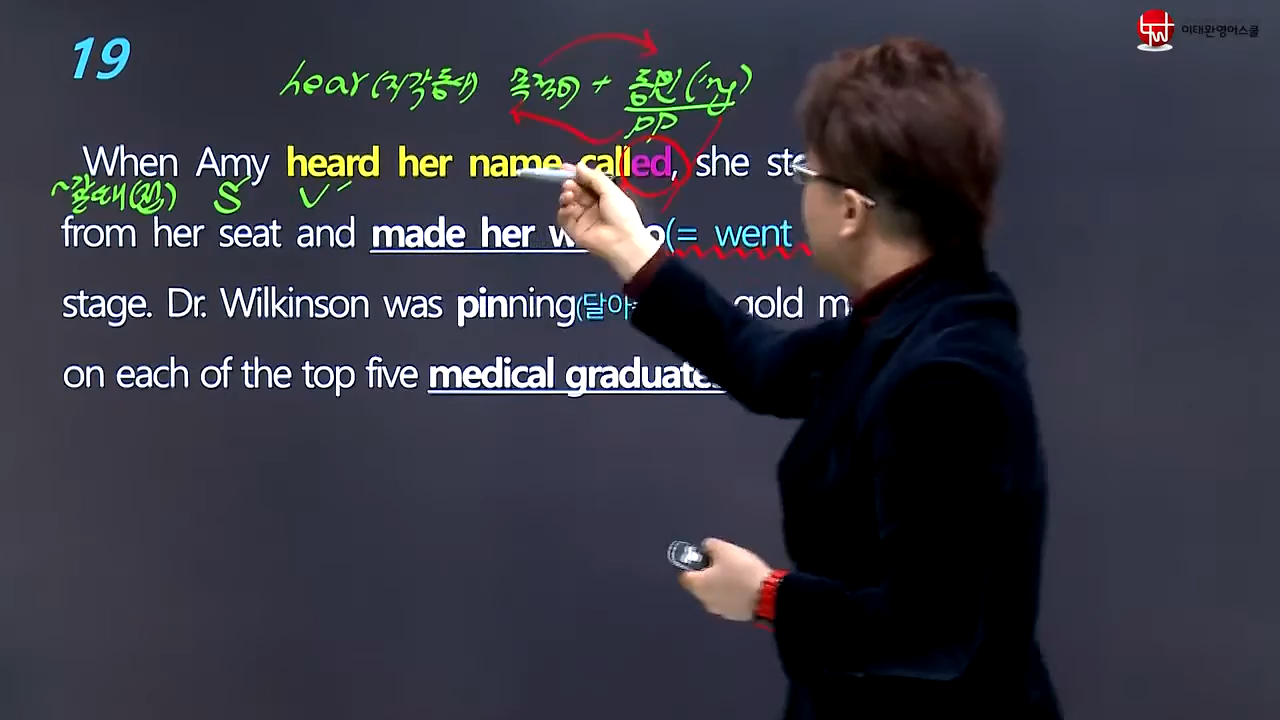 19
이태완영어스쿨
hear(지각동사 목적어 + 동원(ing)
pp
When Amy heard her name called, she ste
~할때(접) S V
from her seat and made her w o(= went
stage. Dr. Wilkinson was pinning(달아 gold m
on each of the top five medical graduates